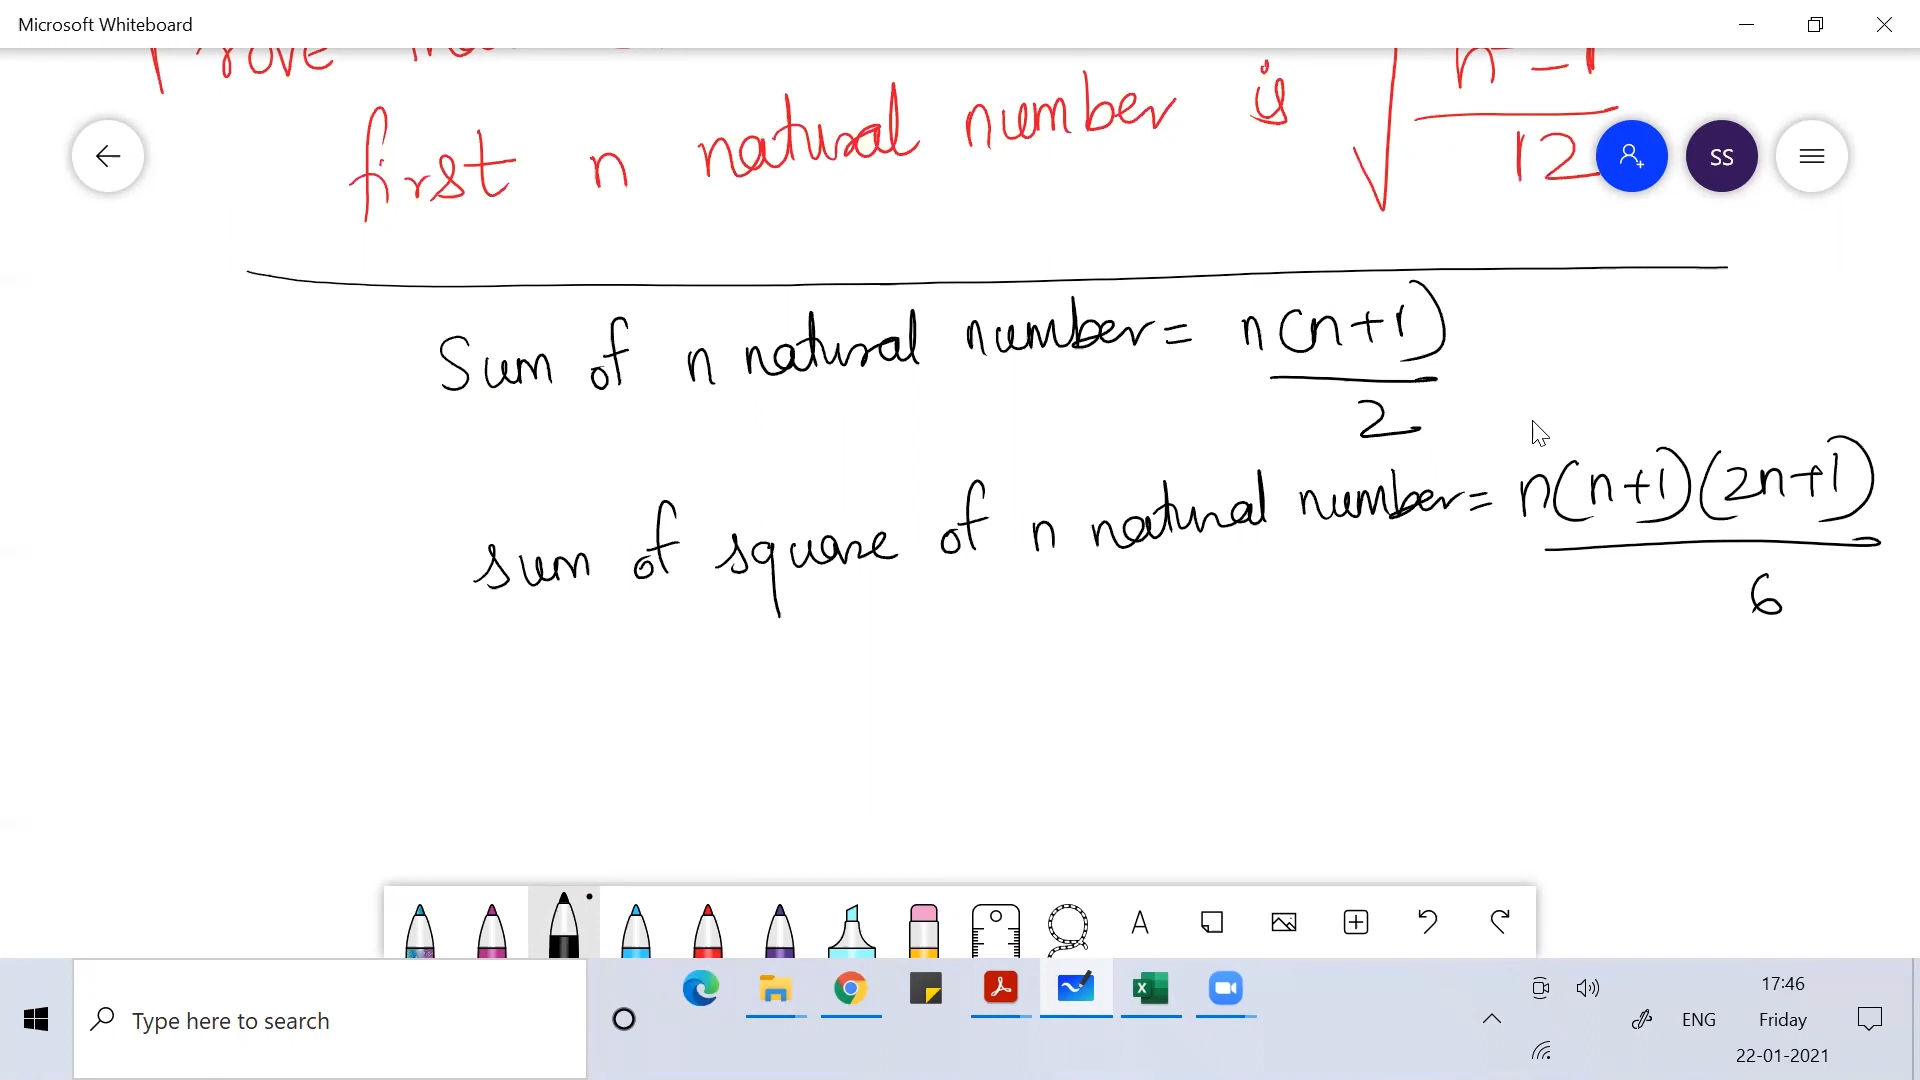 Microsoft Whiteboard
Prove
first n natural number is √ n²-1 / 12
SS
Sum of n natural number = n(n+1) / 2
sum of square of n natural number = n(n+1)(2n+1) / 6
A
Type here to search
17:46
ENG
Friday
22-01-2021